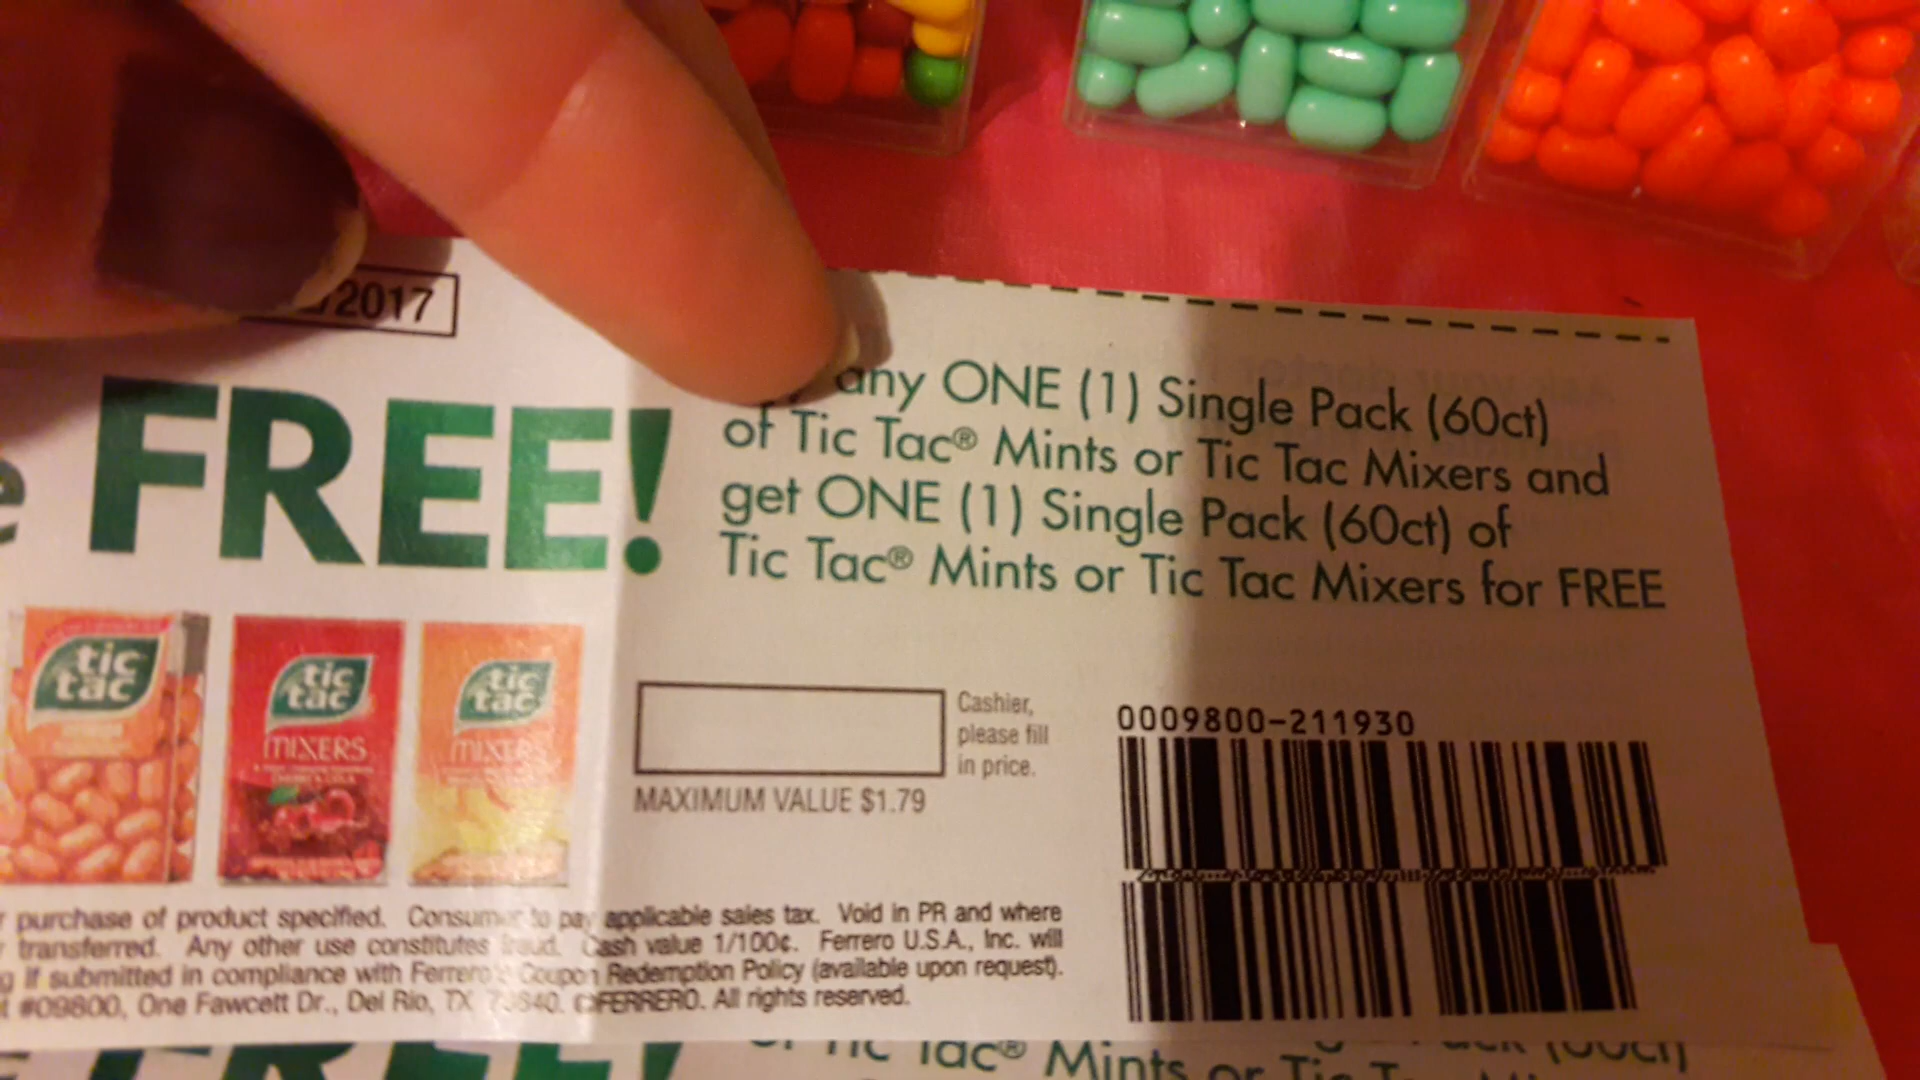 /2017
e FREE!
any ONE (1) Single Pack (60ct)
of Tic Tac® Mints or Tic Tac Mixers and
get ONE (1) Single Pack (60ct) of
Tic Tac® Mints or Tic Tac Mixers for FREE
tic tac
tic tac
MIXERS
tic tac
MIXERS
Cashier,
please fill
in price.
MAXIMUM VALUE $1.79
0009800-211930
r purchase of product specified. Consumer to pay applicable sales tax. Void in PR and where
r transferred. Any other use constitutes fraud. Cash value 1/100¢. Ferrero U.S.A., Inc. will
g if submitted in compliance with Ferrero's Coupon Redemption Policy (available upon request).
t #09800, One Fawcett Dr., Del Rio, TX 78840. ©FERRERO. All rights reserved.
FREE!
of Tic Tac® Mints or Tic